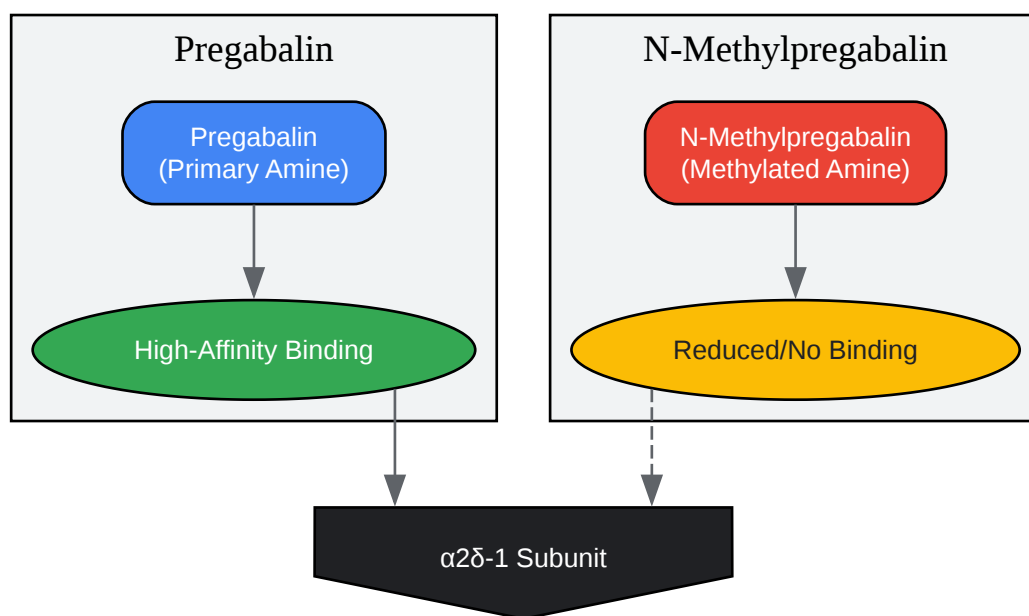 Pregabalin
Pregabalin
(Primary Amine)
High-Affinity Binding
N-Methylpregabalin
N-Methylpregabalin
(Methylated Amine)
Reduced/No Binding
α2δ-1 Subunit